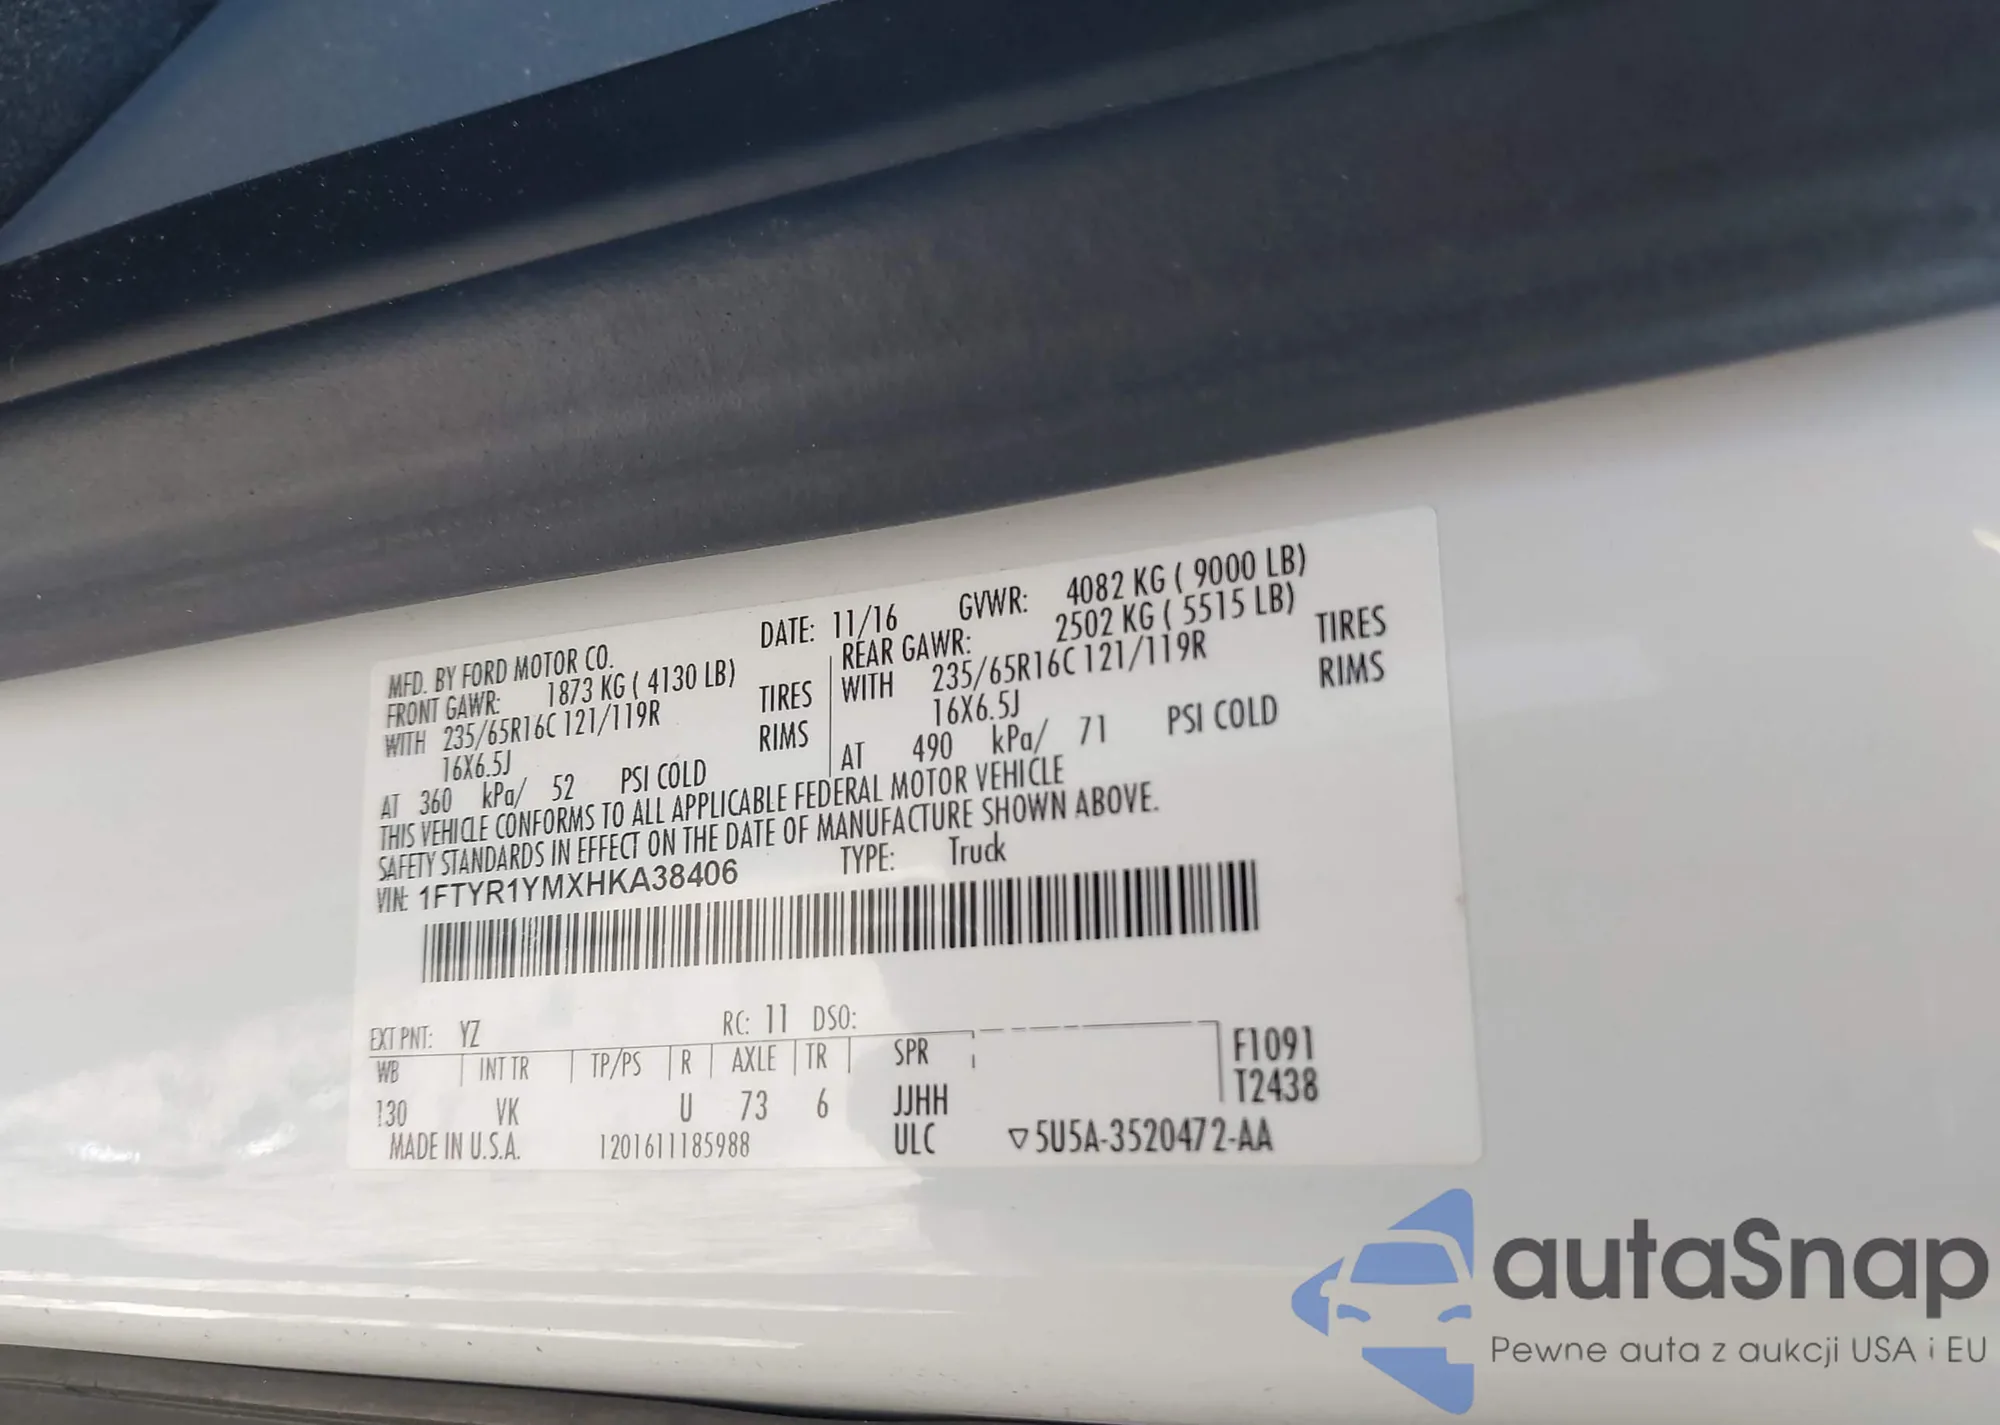 MFD. BY FORD MOTOR CO. DATE: 11/16 GVWR: 4082 KG ( 9000 LB)
FRONT GAWR: 1873 KG ( 4130 LB) REAR GAWR: 2502 KG ( 5515 LB)
WITH 235/65R16C 121/119R TIRES WITH 235/65R16C 121/119R TIRES
16X6.5J RIMS 16X6.5J RIMS
AT 360 kPa/ 52 PSI COLD AT 490 kPa/ 71 PSI COLD
THIS VEHICLE CONFORMS TO ALL APPLICABLE FEDERAL MOTOR VEHICLE
SAFETY STANDARDS IN EFFECT ON THE DATE OF MANUFACTURE SHOWN ABOVE.
VIN: 1FTYR1YMXHKA38406 TYPE: Truck
EXT PNT: YZ RC: 11 DSO:
WB INT TR TP/PS R AXLE TR SPR F1091
130 VK U 73 6 JJHH T2438
MADE IN U.S.A. 1201611185988 ULC ▽5U5A-3520472-AA
autaSnap
Pewne auta z aukcji USA i EU